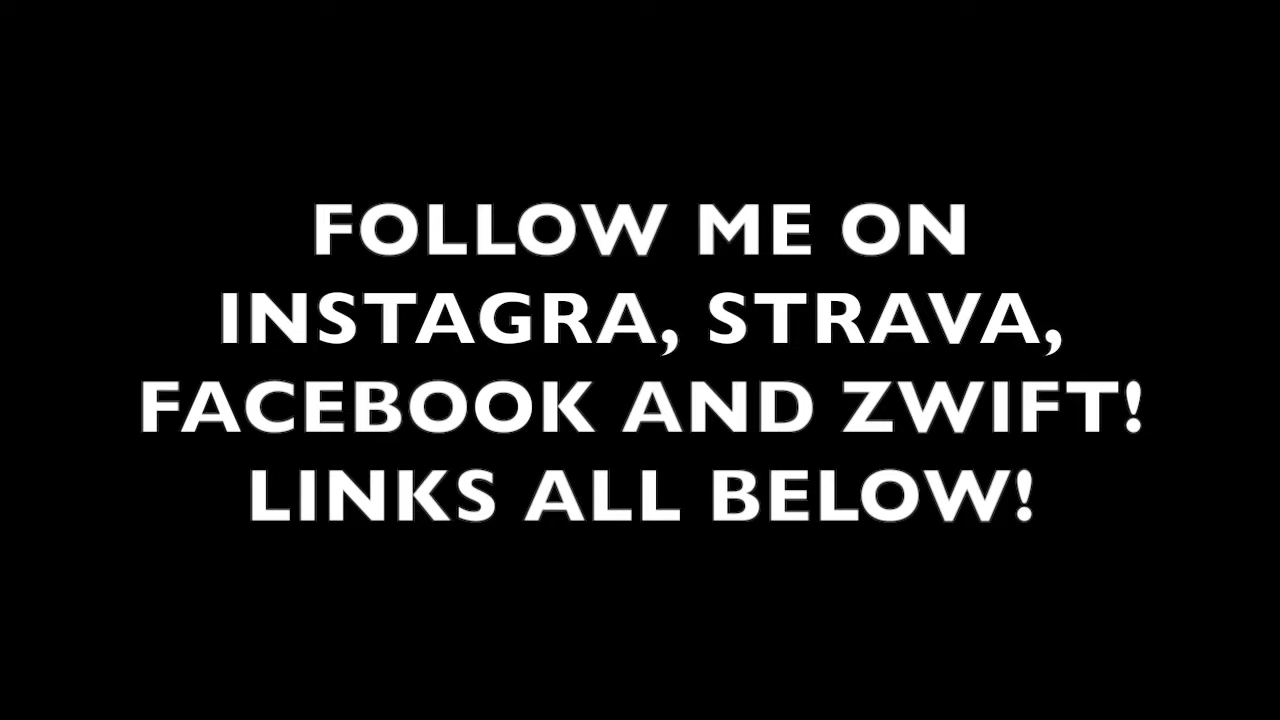 FOLLOW ME ON
INSTAGRA, STRAVA,
FACEBOOK AND ZWIFT!
LINKS ALL BELOW!